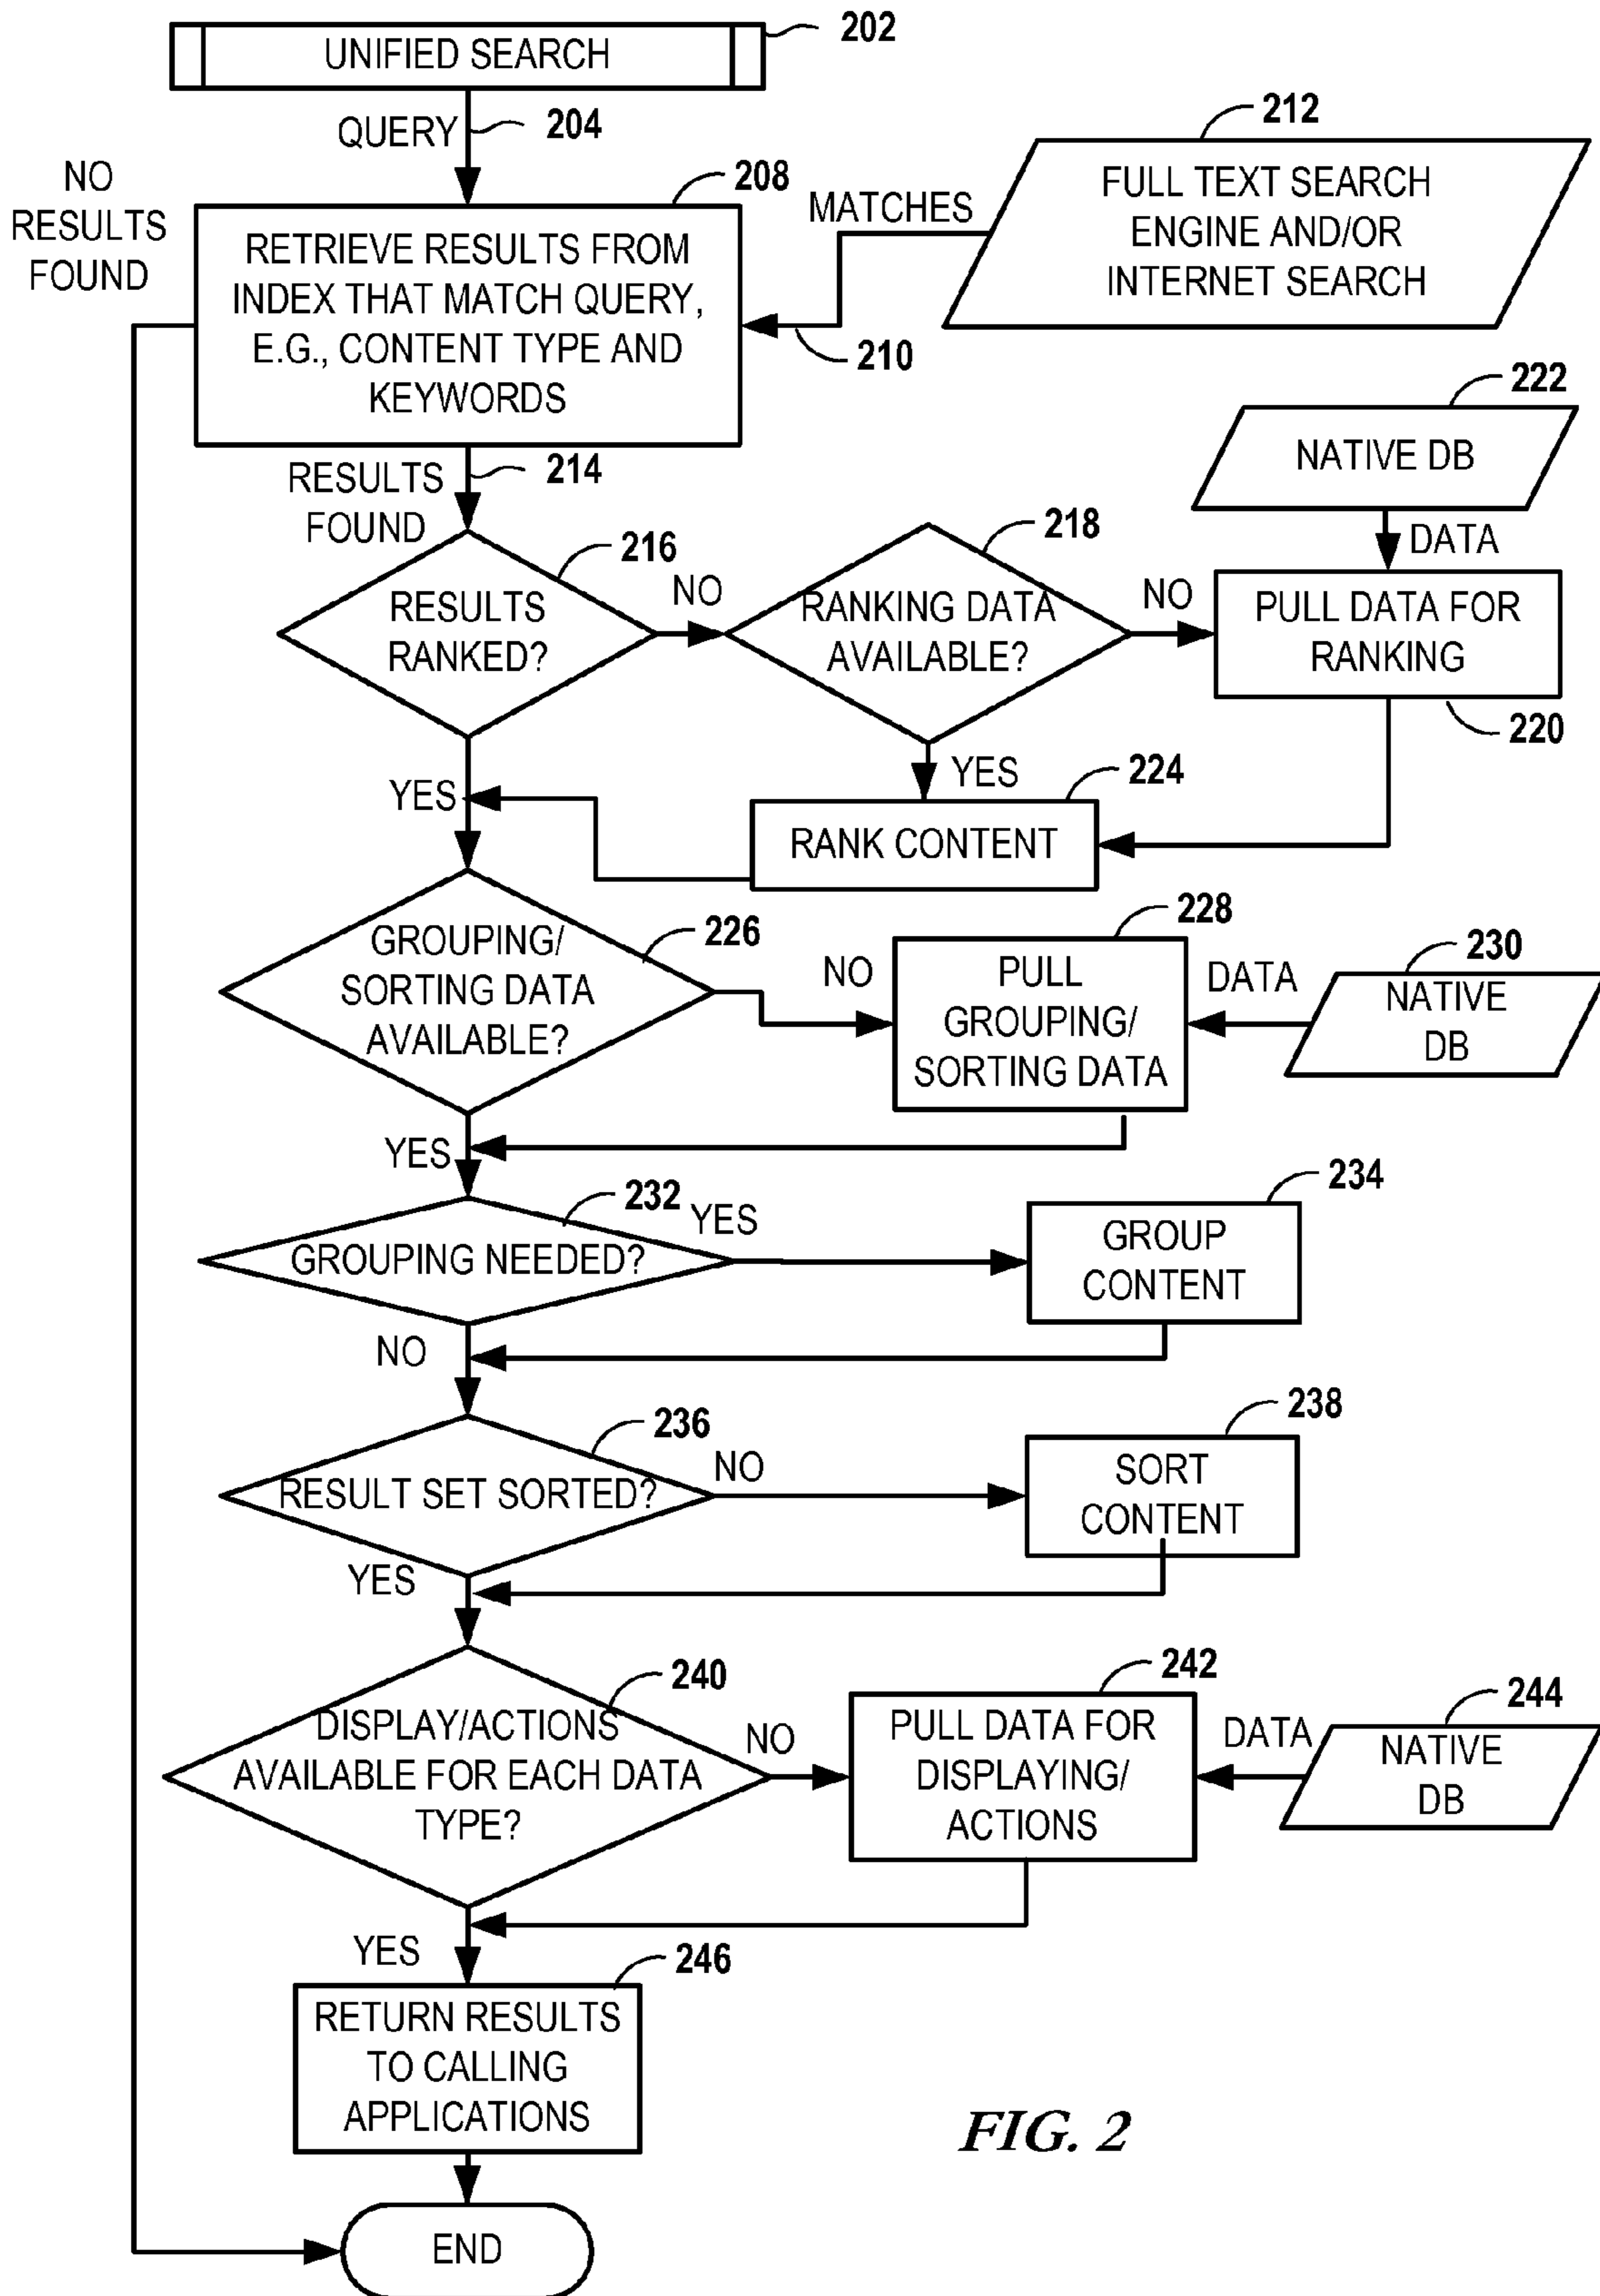 202
UNIFIED SEARCH
QUERY
204
212
FULL TEXT SEARCH
ENGINE AND/OR
INTERNET SEARCH
NO
RESULTS
FOUND
208
MATCHES
RETRIEVE RESULTS FROM
INDEX THAT MATCH QUERY,
E.G., CONTENT TYPE AND
KEYWORDS
210
222
NATIVE DB
DATA
RESULTS
FOUND
214
216
RESULTS
RANKED?
NO
218
RANKING DATA
AVAILABLE?
NO
PULL DATA FOR
RANKING
220
YES
YES
224
RANK CONTENT
226
GROUPING/
SORTING DATA
AVAILABLE?
NO
228
PULL
GROUPING/
SORTING DATA
DATA
230
NATIVE
DB
YES
232
GROUPING NEEDED?
YES
234
GROUP
CONTENT
NO
236
RESULT SET SORTED?
NO
238
SORT
CONTENT
YES
240
DISPLAY/ACTIONS
AVAILABLE FOR EACH DATA
TYPE?
NO
242
PULL DATA FOR
DISPLAYING/
ACTIONS
DATA
244
NATIVE
DB
YES
246
RETURN RESULTS
TO CALLING
APPLICATIONS
END
FIG. 2